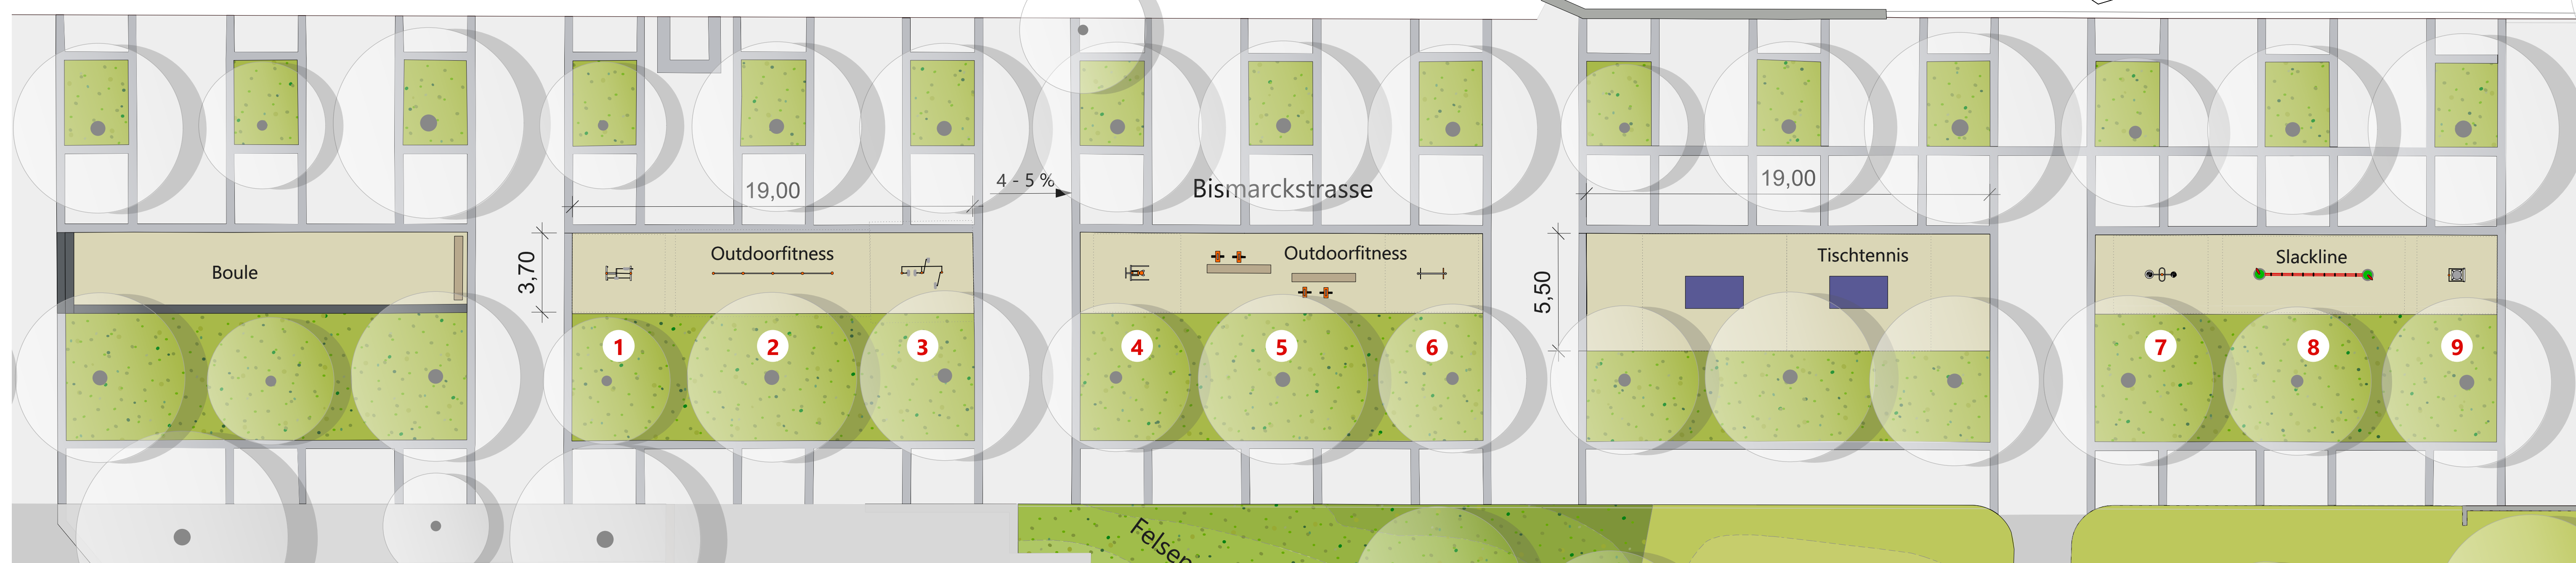 19,00
4 - 5 %
Bismarckstrasse
19,00
3,70
5,50
Boule
Outdoorfitness
Outdoorfitness
Tischtennis
Slackline
1
2
3
4
5
6
7
8
9